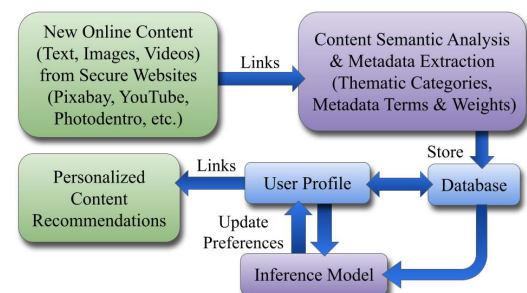 New Online Content
(Text, Images, Videos)
from Secure Websites
(Pixabay, YouTube,
Photodentro, etc.)
Links
Content Semantic Analysis
& Metadata Extraction
(Thematic Categories,
Metadata Terms & Weights)
Store
Personalized
Content
Recommendations
Links
User Profile
Database
Update
Preferences
Inference Model